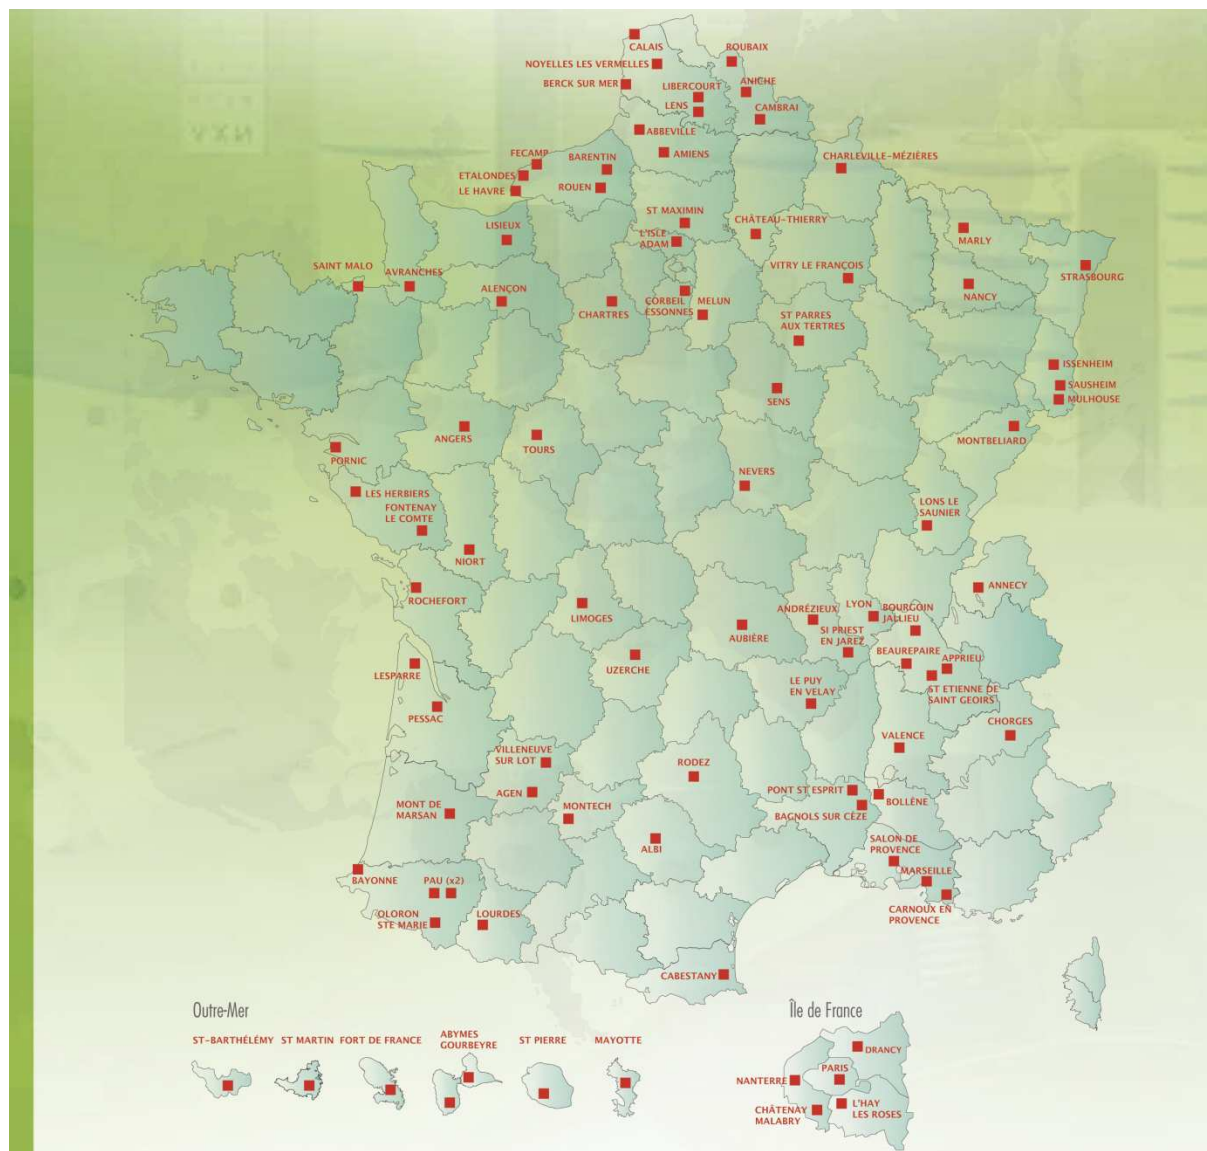 CALAIS
ROUBAIX
NOYELLES LES VERMELLES
BERCK SUR MER
LIBERCOURT
ANICHE
LENS
CAMBRAI
ABBEVILLE
AMIENS
FECAMP
BARENTIN
CHARLEVILLE-MÉZIÈRES
ETALONDES
LE HAVRE
ROUEN
ST MAXIMIN
CHÂTEAU-THIERRY
LISIEUX
L'ISLE
ADAM
MARLY
SAINT MALO
AVRANCHES
VITRY LE FRANÇOIS
STRASBOURG
ALENÇON
NANCY
CHARTRES
CORBEIL
ESSONNES
MELUN
ST PARRES
AUX TERTRES
ISSENHEIM
SAUSHEIM
SENS
MULHOUSE
ANGERS
TOURS
MONTBELIARD
PORNIC
NEVERS
LES HERBIERS
FONTENAY
LE COMTE
LONS LE
SAUNIER
NIORT
ANNECY
ROCHEFORT
LIMOGES
ANDRÉZIEUX
LYON
BOURGOIN
JALLIEU
AUBIÈRE
SI PRIEST
EN JAREZ
BEAUREPAIRE
APPRIEU
LESPARRE
UZERCHE
LE PUY
EN VELAY
ST ETIENNE DE
SAINT GEOIRS
PESSAC
CHORGES
VILLENEUVE
SUR LOT
VALENCE
RODEZ
AGEN
PONT ST ESPRIT
BOLLÈNE
MONT DE
MARSAN
MONTECH
BAGNOLS SUR CÈZE
ALBI
SALON DE
PROVENCE
BAYONNE
PAU (x2)
MARSEILLE
OLORON
STE MARIE
LOURDES
CARNOUX EN
PROVENCE
CABESTANY
Outre-Mer
ST-BARTHÉLÉMY
ST MARTIN
FORT DE FRANCE
ABYMES
GOURBEYRE
ST PIERRE
MAYOTTE
Île de France
DRANCY
NANTERRE
PARIS
CHÂTENAY
MALABRY
L'HAY
LES ROSES